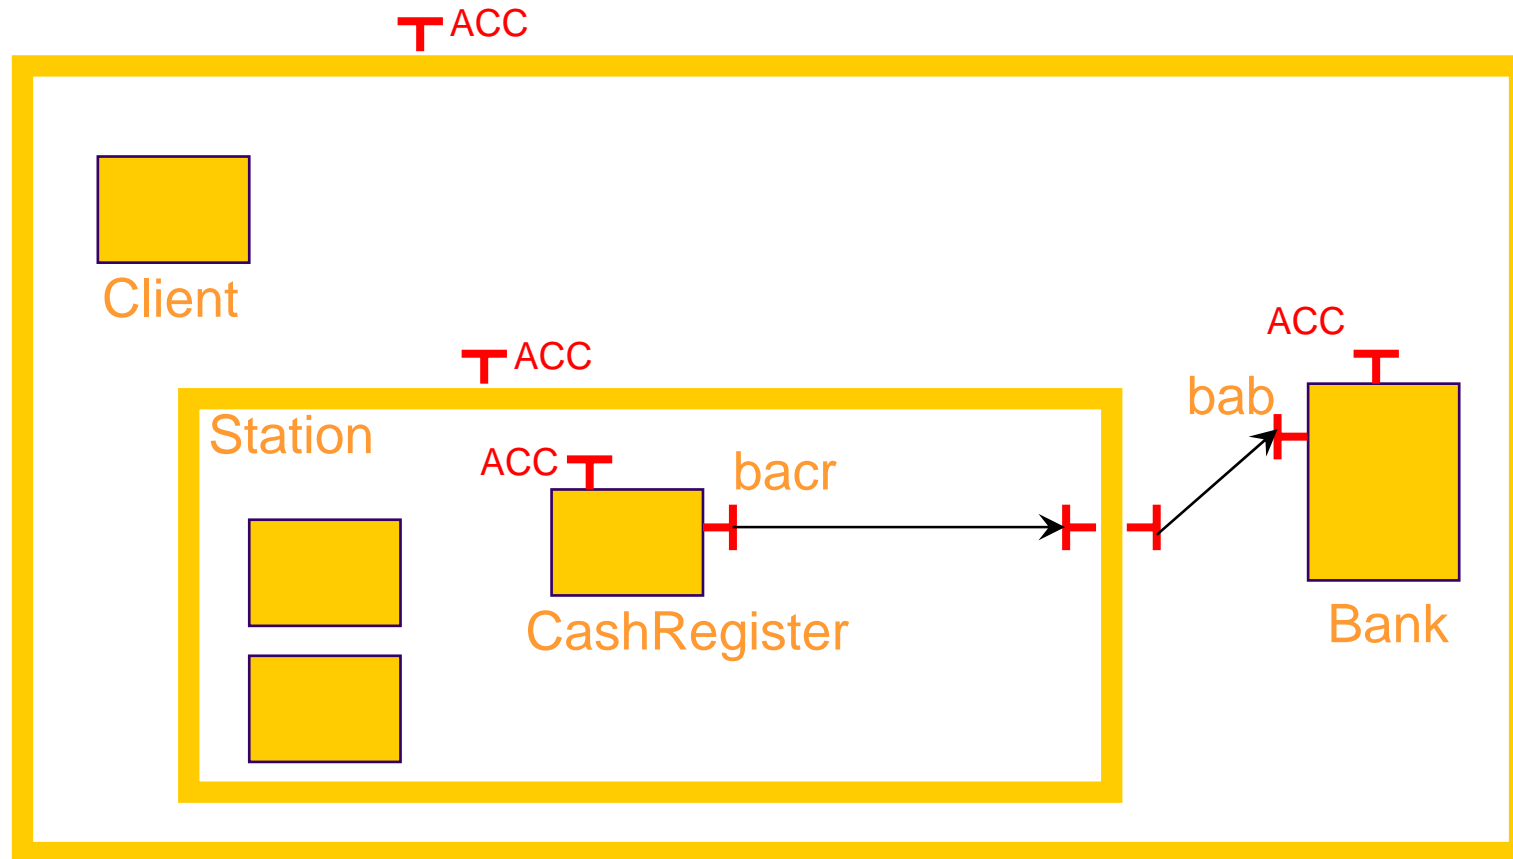 ACC
Client
ACC
ACC
bab
Station
ACC
bacr
CashRegister
Bank